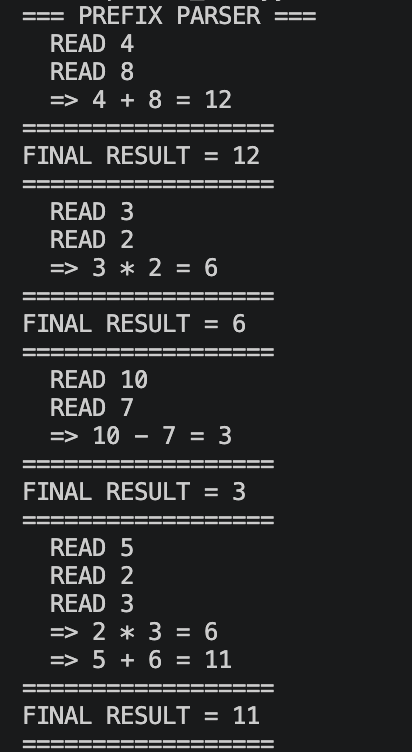 === PREFIX PARSER ===
  READ 4
  READ 8
  => 4 + 8 = 12
==================
FINAL RESULT = 12
==================
  READ 3
  READ 2
  => 3 * 2 = 6
==================
FINAL RESULT = 6
==================
  READ 10
  READ 7
  => 10 - 7 = 3
==================
FINAL RESULT = 3
==================
  READ 5
  READ 2
  READ 3
  => 2 * 3 = 6
  => 5 + 6 = 11
==================
FINAL RESULT = 11
==================